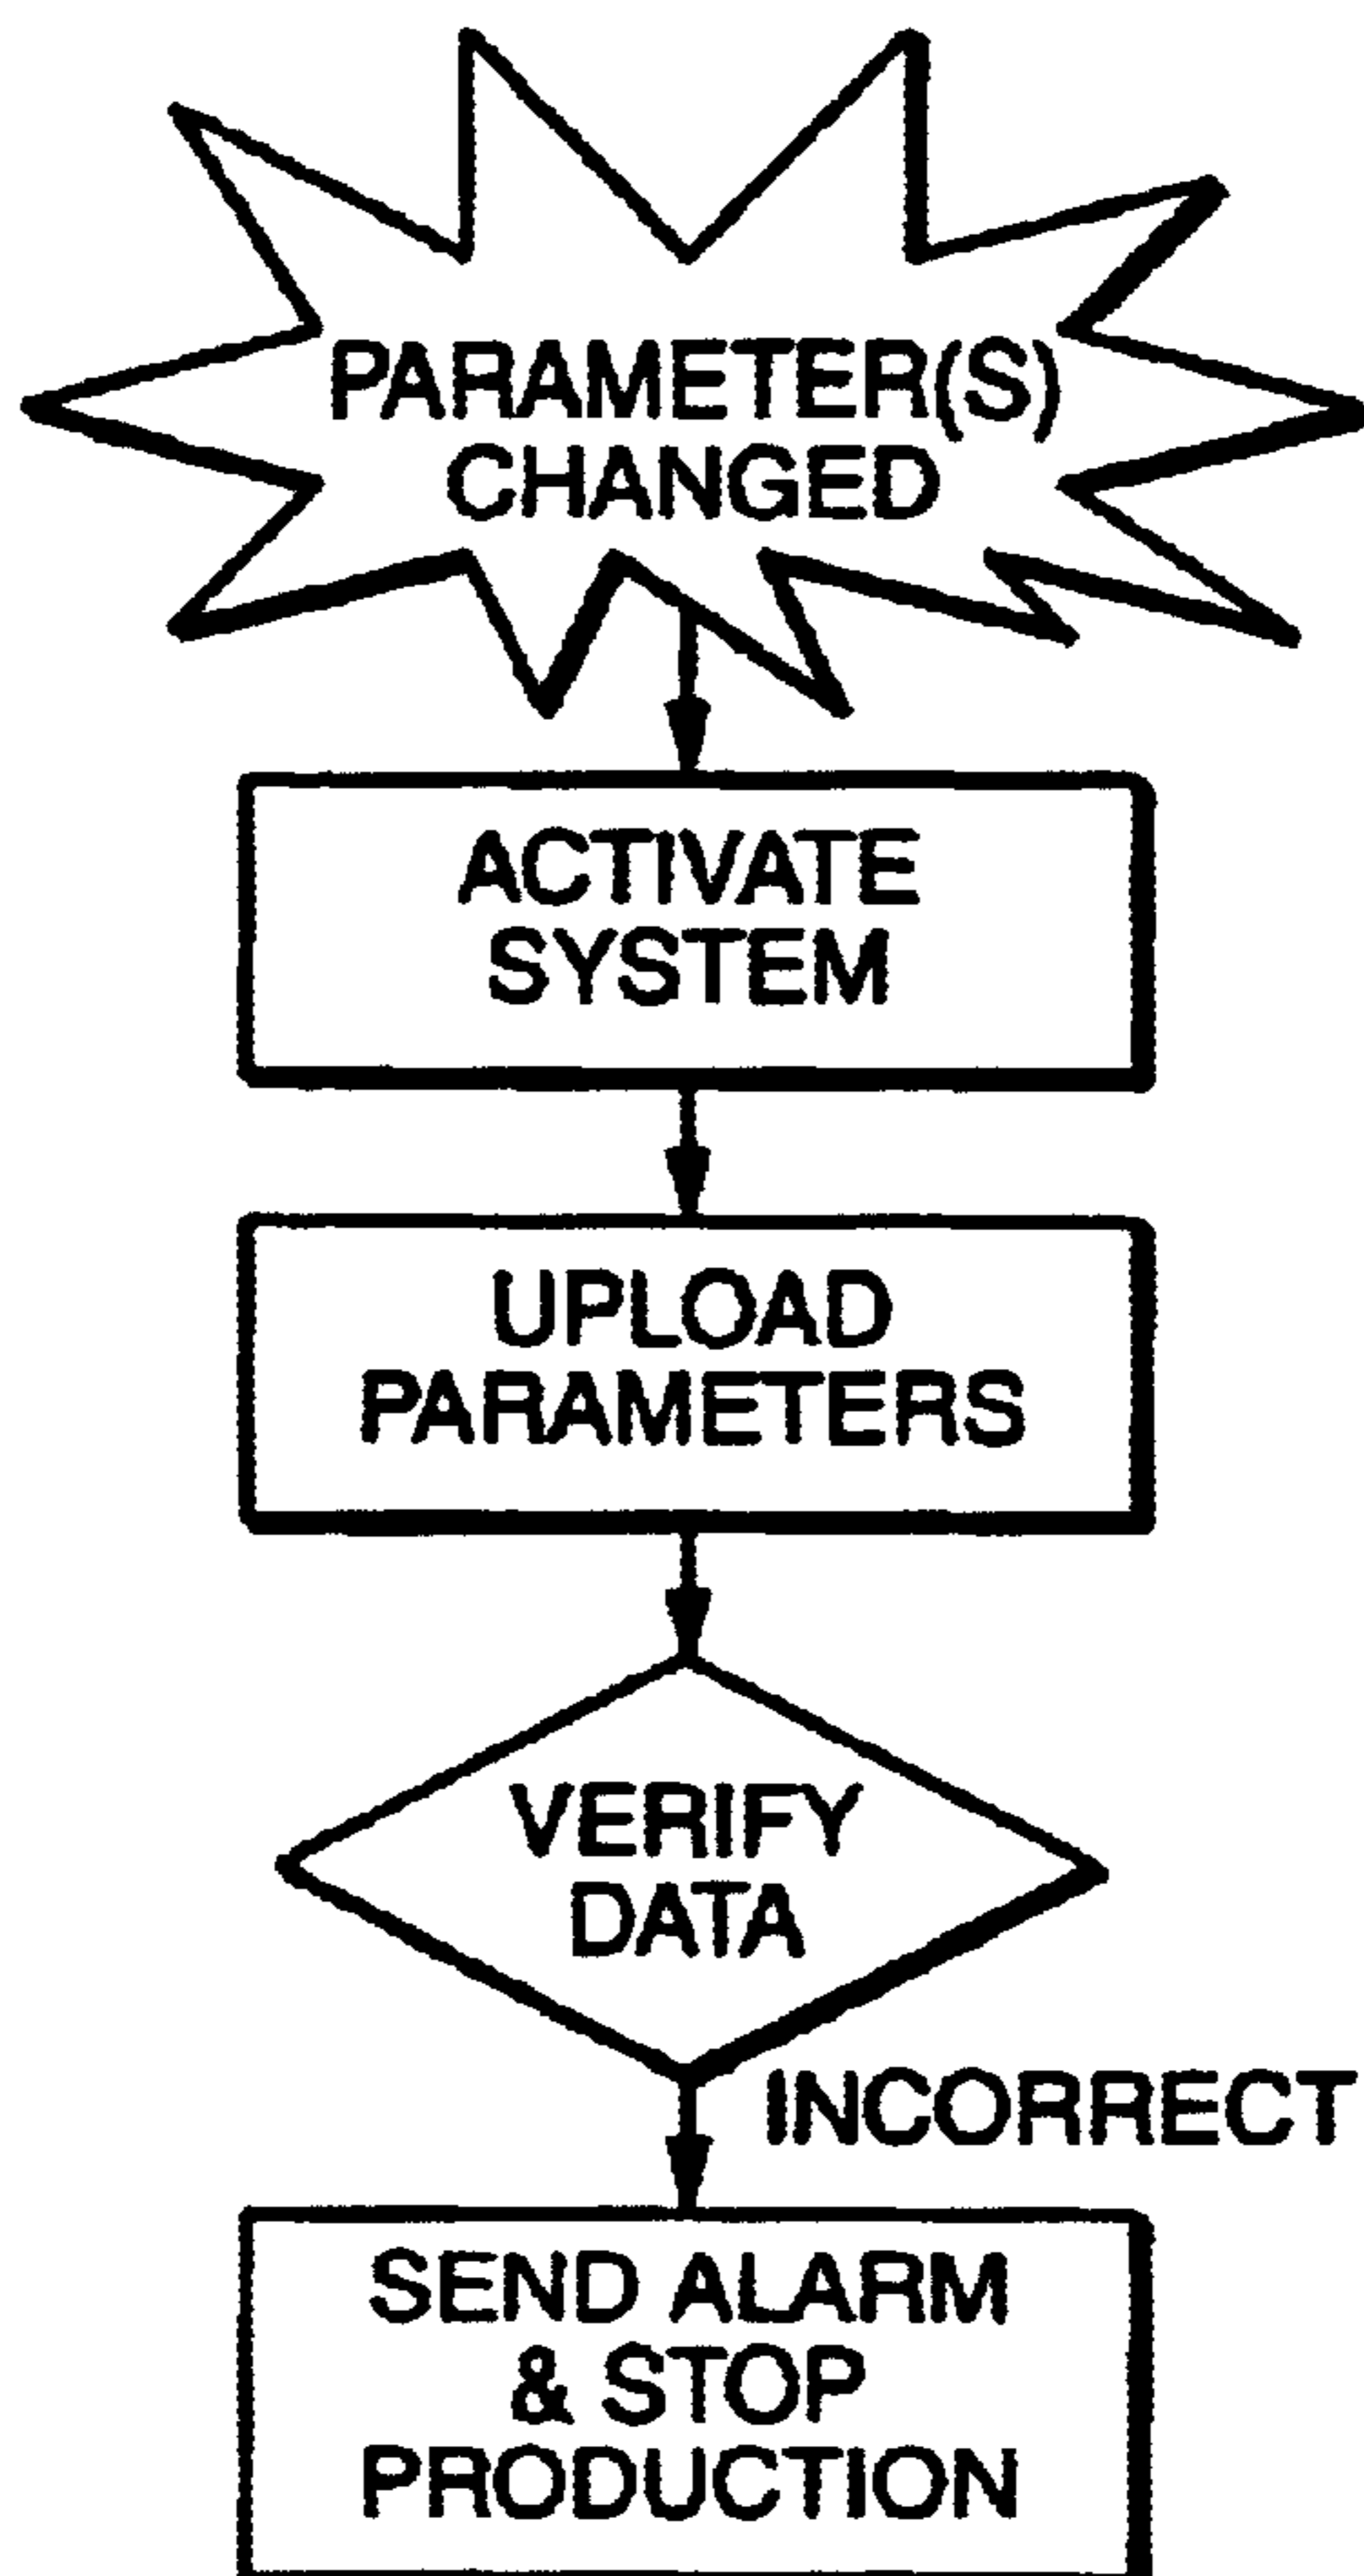 PARAMETER(S)
CHANGED
ACTIVATE
SYSTEM
UPLOAD
PARAMETERS
VERIFY
DATA
INCORRECT
SEND ALARM
& STOP
PRODUCTION